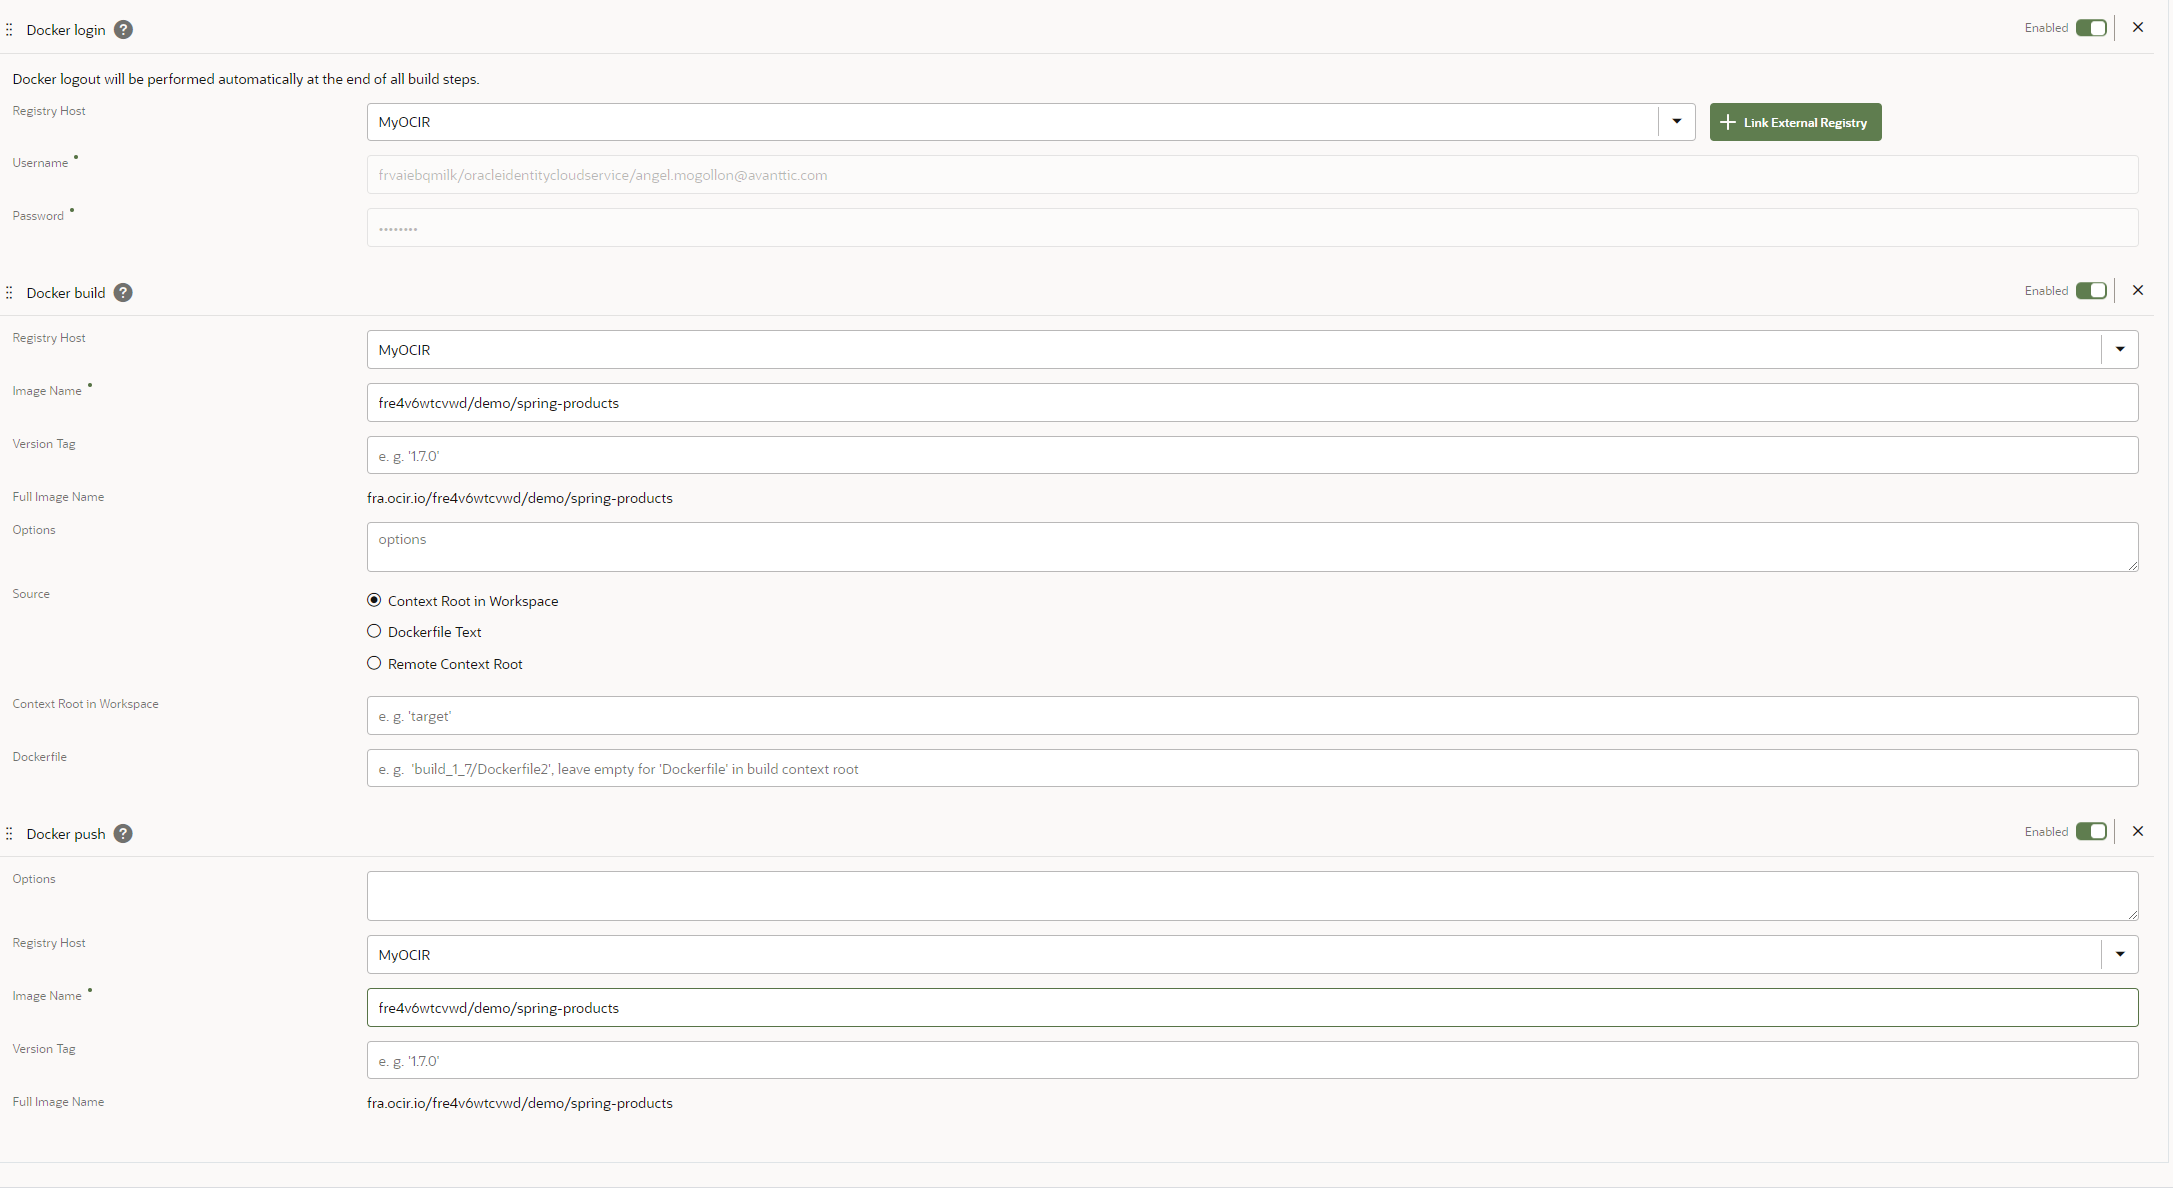 Docker login ?
Enabled
Docker logout will be performed automatically at the end of all build steps.
Registry Host
MyOCIR
Link External Registry
Username
frvaiebqmilk/oracleidentitycloudservice/angel.mogollon@avanttic.com
Password
••••••••
Docker build ?
Enabled
Registry Host
MyOCIR
Image Name
fre4v6wtcvwd/demo/spring-products
Version Tag
e. g. '1.7.0'
Full Image Name
fra.ocir.io/fre4v6wtcvwd/demo/spring-products
Options
options
Source
Context Root in Workspace
Dockerfile Text
Remote Context Root
Context Root in Workspace
e. g. 'target'
Dockerfile
e. g. 'build_1_7/Dockerfile2', leave empty for 'Dockerfile' in build context root
Docker push ?
Enabled
Options
Registry Host
MyOCIR
Image Name
fre4v6wtcvwd/demo/spring-products
Version Tag
e. g. '1.7.0'
Full Image Name
fra.ocir.io/fre4v6wtcvwd/demo/spring-products